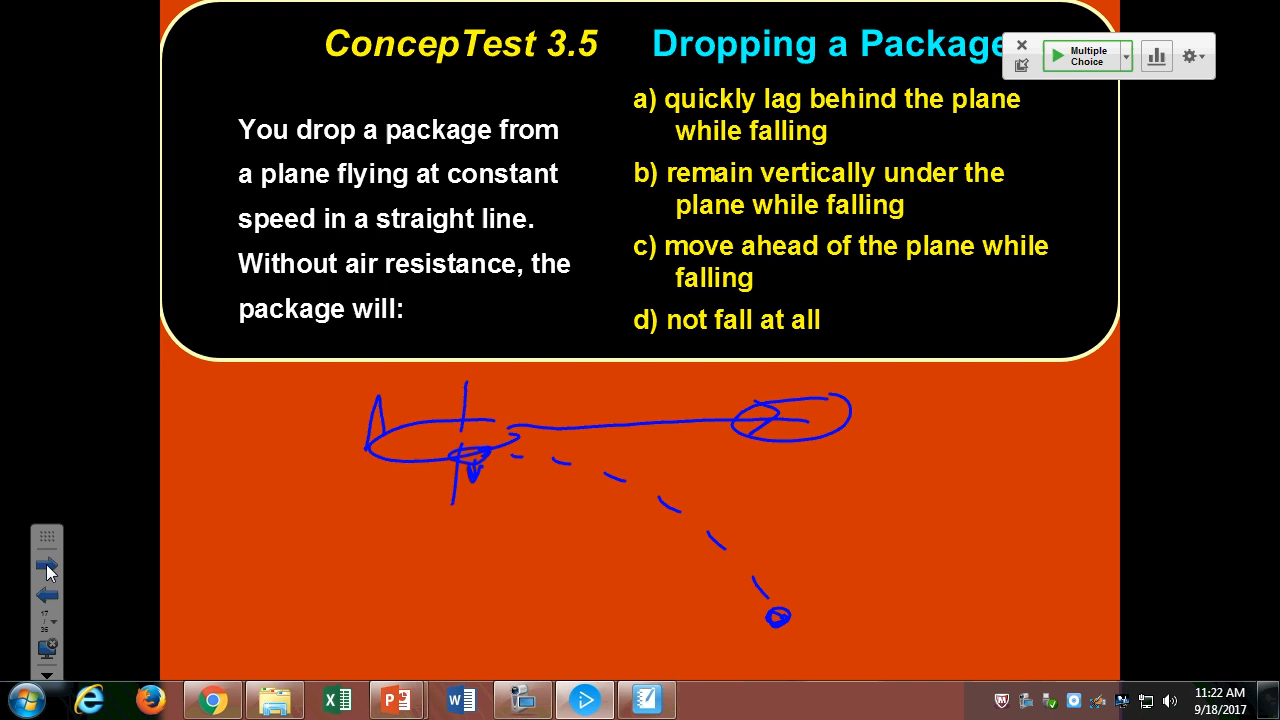 ConcepTest 3.5 Dropping a Package
Multiple
Choice
You drop a package from
a plane flying at constant
speed in a straight line.
Without air resistance, the
package will:
a) quickly lag behind the plane
while falling
b) remain vertically under the
plane while falling
c) move ahead of the plane while
falling
d) not fall at all
17
/
35
11:22 AM
9/18/2017